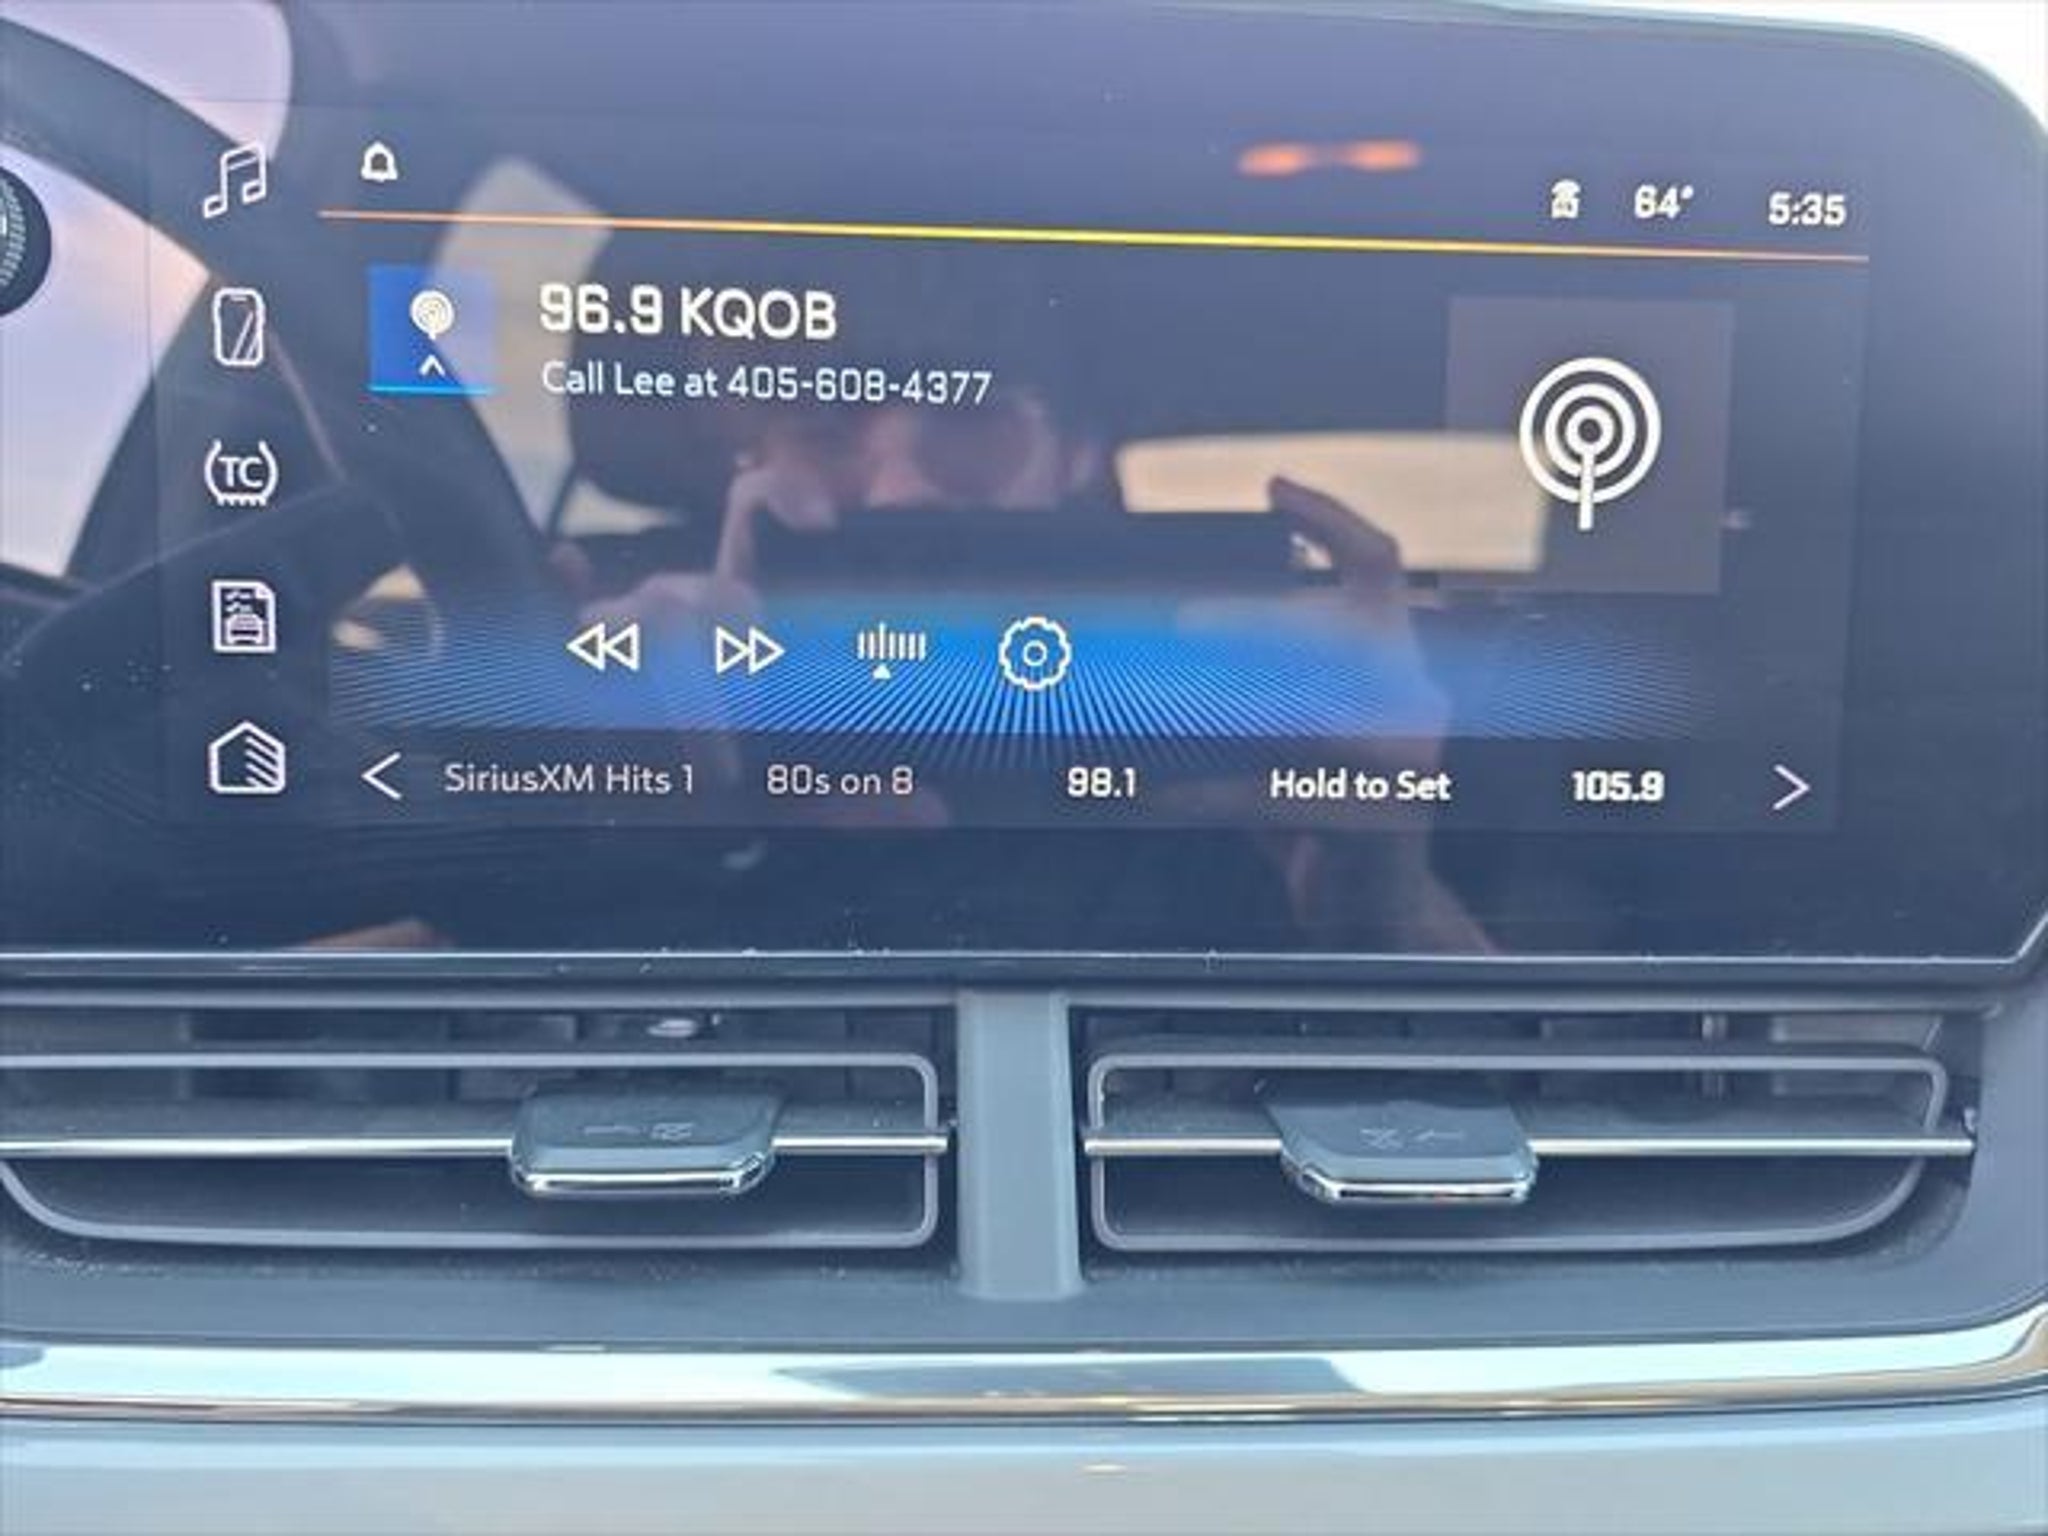 64° 5:35
96.9 KQOB
Call Lee at 405-608-4377
TC
SiriusXM Hits 1 80s on 8 98.1 Hold to Set 105.9